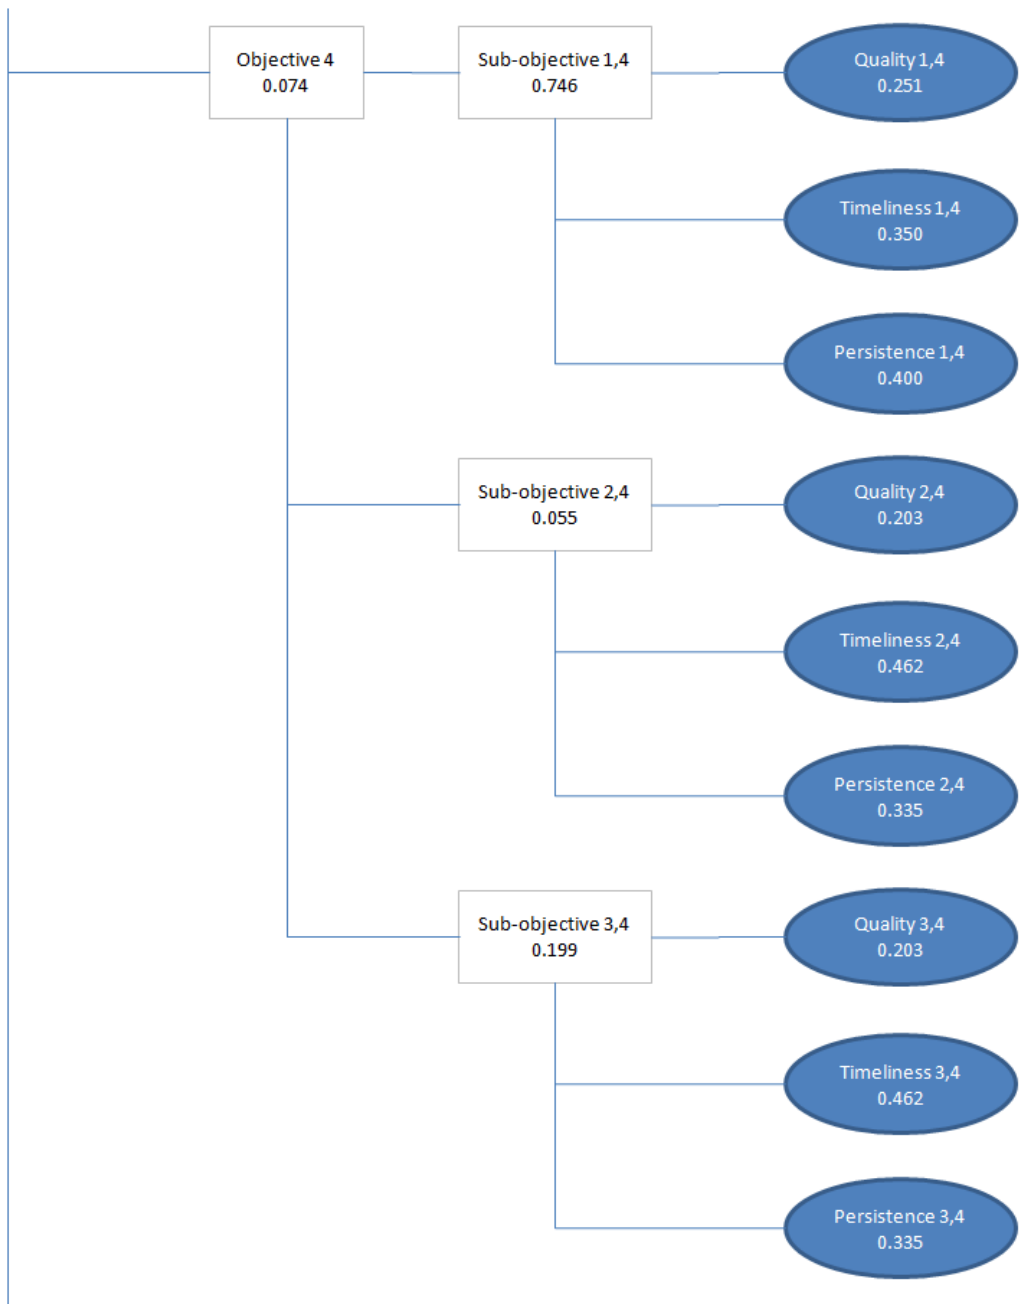 Objective 4
0.074
Sub-objective 1,4
0.746
Quality 1,4
0.251
Timeliness 1,4
0.350
Persistence 1,4
0.400
Sub-objective 2,4
0.055
Quality 2,4
0.203
Timeliness 2,4
0.462
Persistence 2,4
0.335
Sub-objective 3,4
0.199
Quality 3,4
0.203
Timeliness 3,4
0.462
Persistence 3,4
0.335